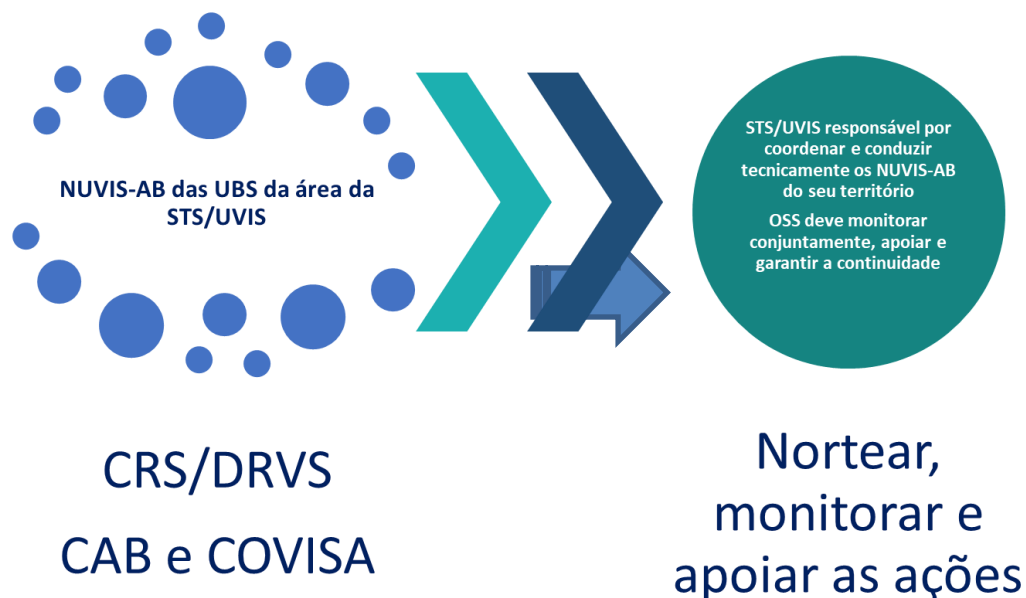 NUVIS-AB das UBS da área da
STS/UVIS
STS/UVIS responsável por
coordenar e conduzir
tecnicamente os NUVIS-AB
do seu território
OSS deve monitorar
conjuntamente, apoiar e
garantir a continuidade
CRS/DRVS
CAB e COVISA
Nortear,
monitorar e
apoiar as ações